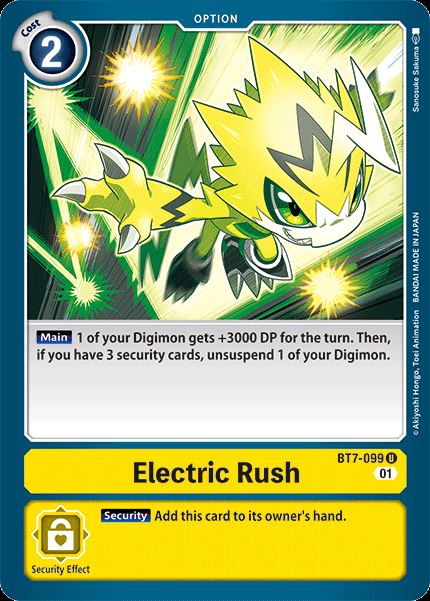 OPTION
Cost
2
Sanosuke Sakuma
©Akiyoshi Hongo, Toei Animation BANDAI MADE IN JAPAN
Main 1 of your Digimon gets +3000 DP for the turn. Then,
if you have 3 security cards, unsuspend 1 of your Digimon.
BT7-099 U
Electric Rush
01
Security Add this card to its owner's hand.
Security Effect